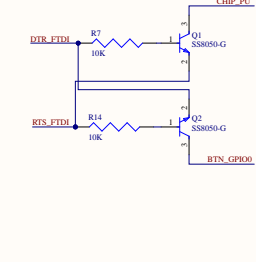 CHIP_PU
3
R7
Q1
DTR_FTDI
1
SS8050-G
10K
2
2
R14
Q2
RTS_FTDI
1
SS8050-G
10K
3
BTN_GPIO0